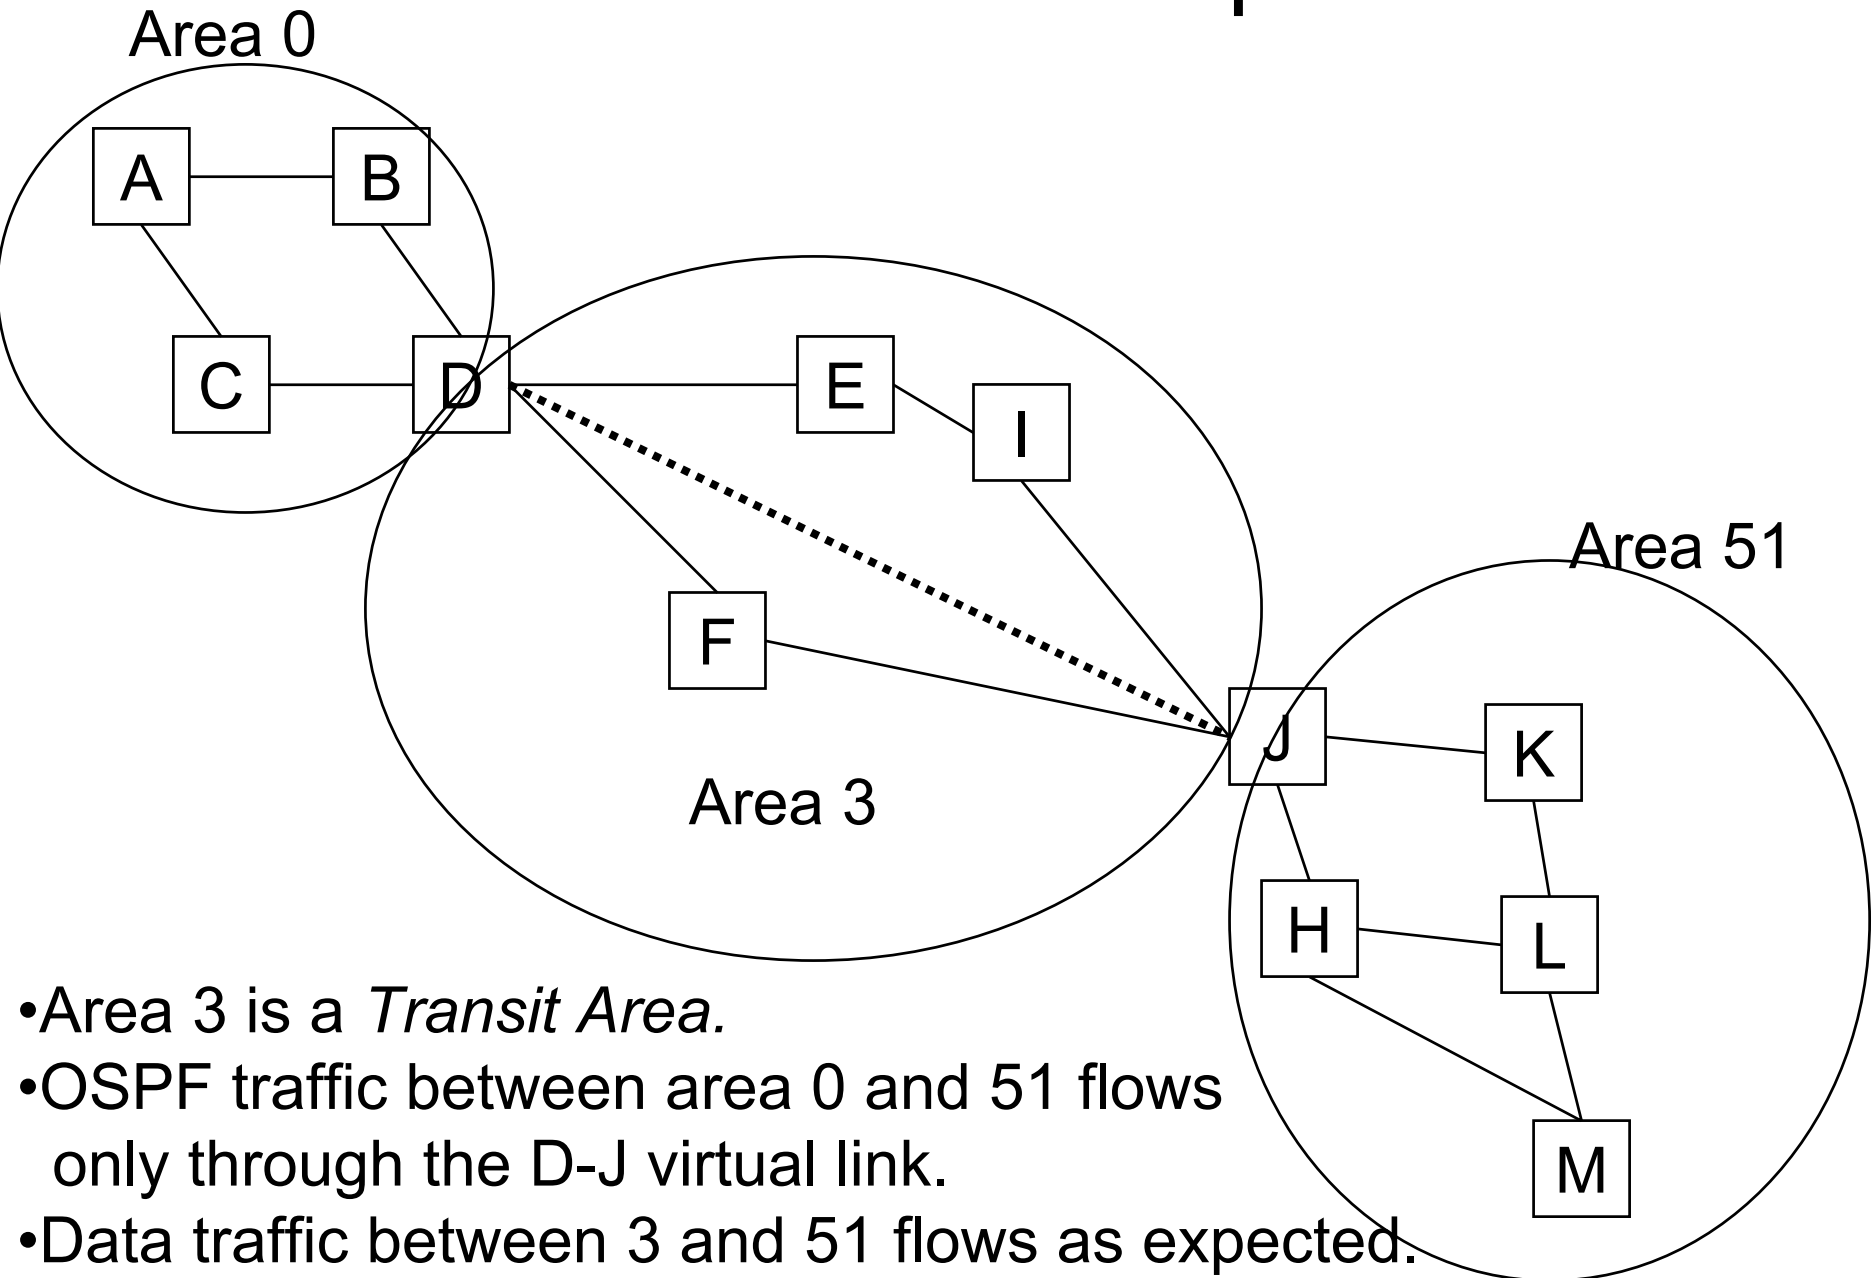 Area 0
A
B
C
D
E
I
F
Area 51
J
K
Area 3
H
L
M
•Area 3 is a Transit Area.
•OSPF traffic between area 0 and 51 flows
only through the D-J virtual link.
•Data traffic between 3 and 51 flows as expected.